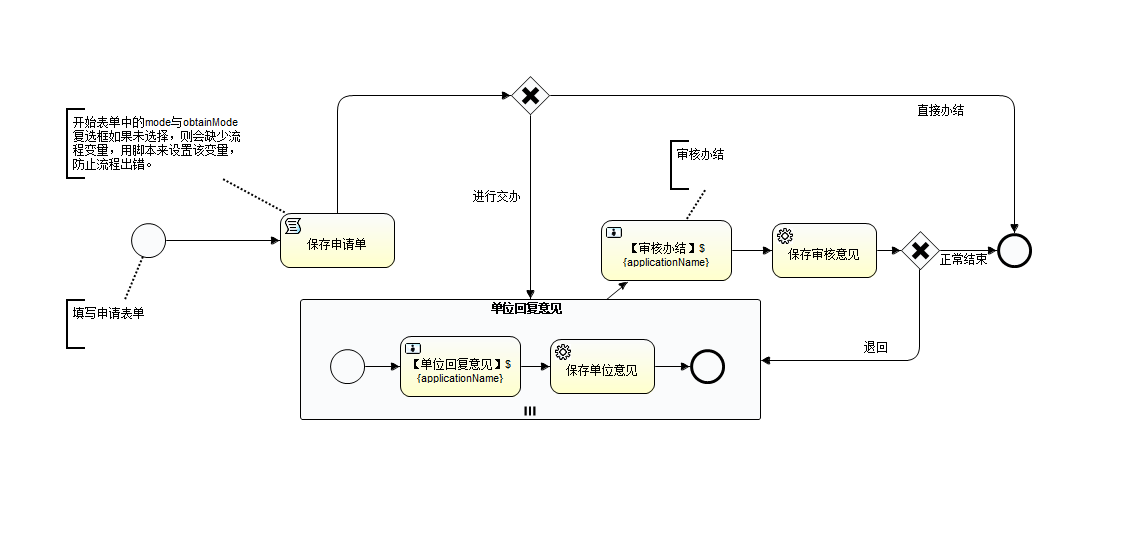 直接办结
开始表单中的mode与obtainMode
复选框如果未选择，则会缺少流
程变量，用脚本来设置该变量，
防止流程出错。
审核办结
进行交办
保存申请单
【审核办结】$
{applicationName}
保存审核意见
正常结束
填写申请表单
单位回复意见
退回
【单位回复意见】$
{applicationName}
保存单位意见